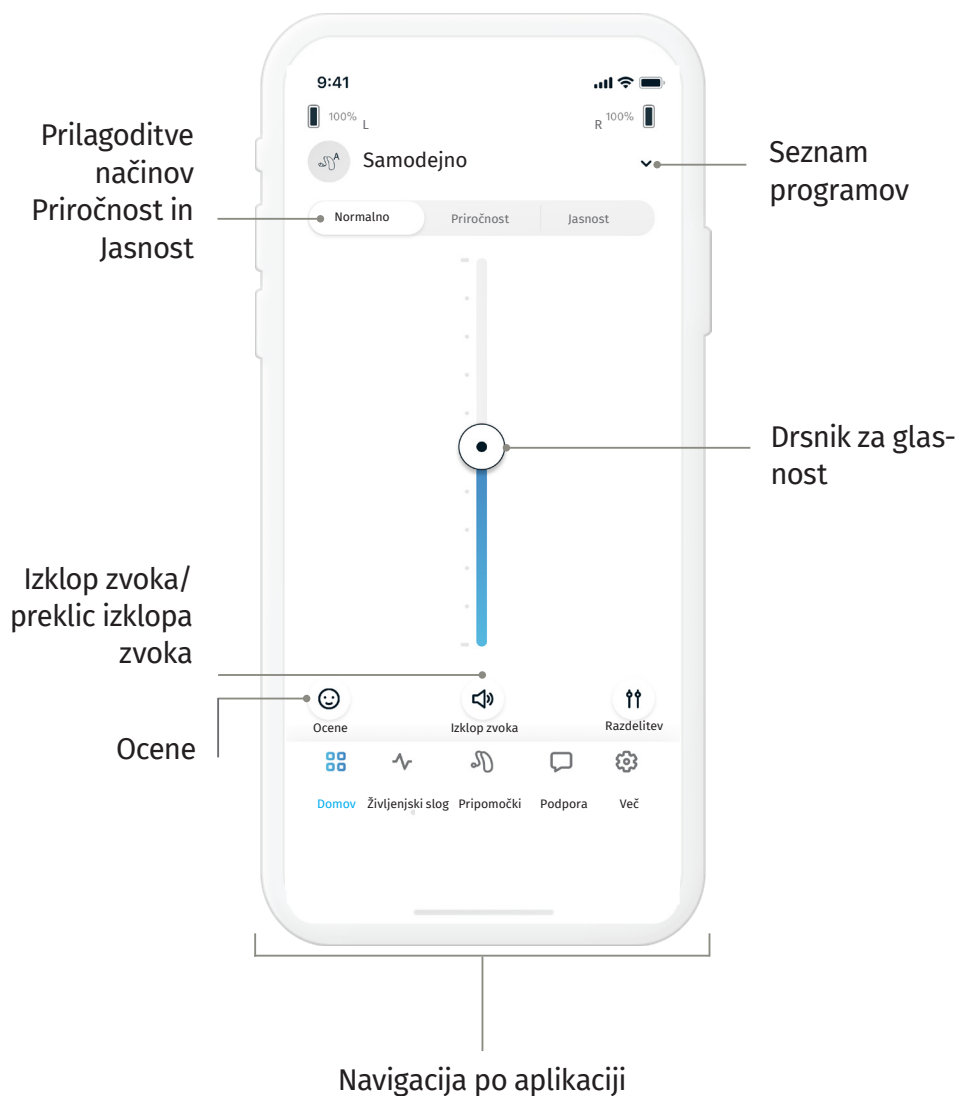 9:41
100% L
R 100%
Prilagoditve
načinov
Priročnost in
Jasnost
Samodejno
Seznam
programov
Normalno
Priročnost
Jasnost
Drsnik za glas-
nost
Izklop zvoka/
preklic izklopa
zvoka
Ocene
Ocene
Izklop zvoka
Razdelitev
Domov
Življenjski slog
Pripomočki
Podpora
Več
Navigacija po aplikaciji